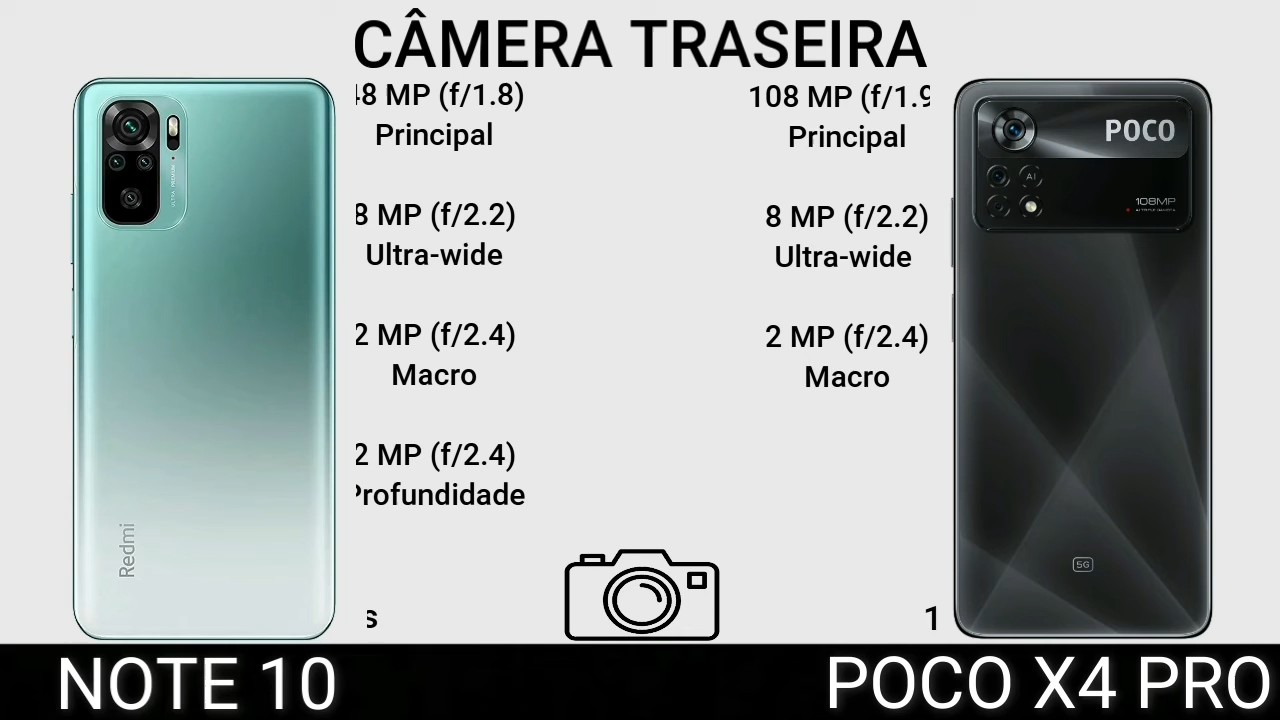 CÂMERA TRASEIRA
48 MP (f/1.8)
Principal
8 MP (f/2.2)
Ultra-wide
2 MP (f/2.4)
Macro
2 MP (f/2.4)
Profundidade
s
108 MP (f/1.9
Principal
8 MP (f/2.2)
Ultra-wide
2 MP (f/2.4)
Macro
1
Redmi
POCO
AI
108MP
5G
NOTE 10
POCO X4 PRO